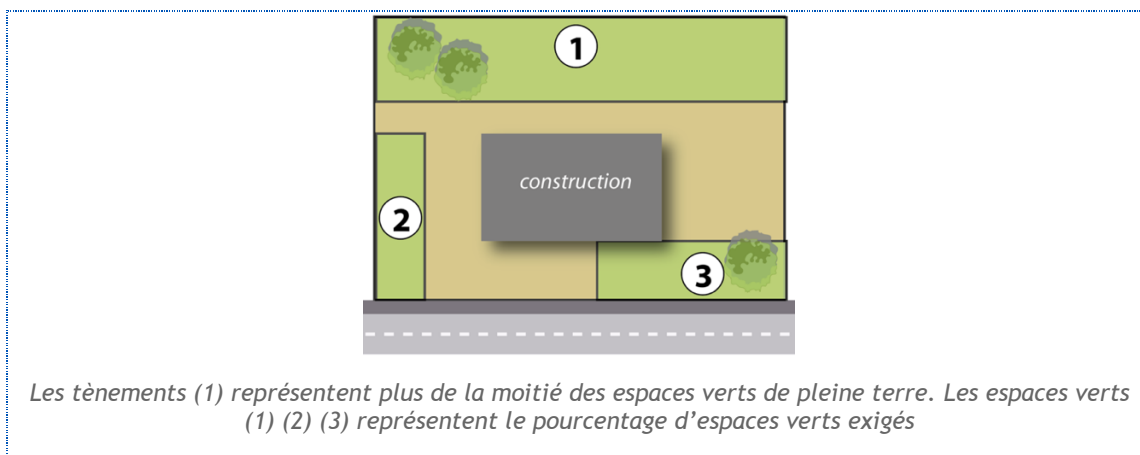 1
construction
2
3
Les tènements (1) représentent plus de la moitié des espaces verts de pleine terre. Les espaces verts
(1) (2) (3) représentent le pourcentage d’espaces verts exigés